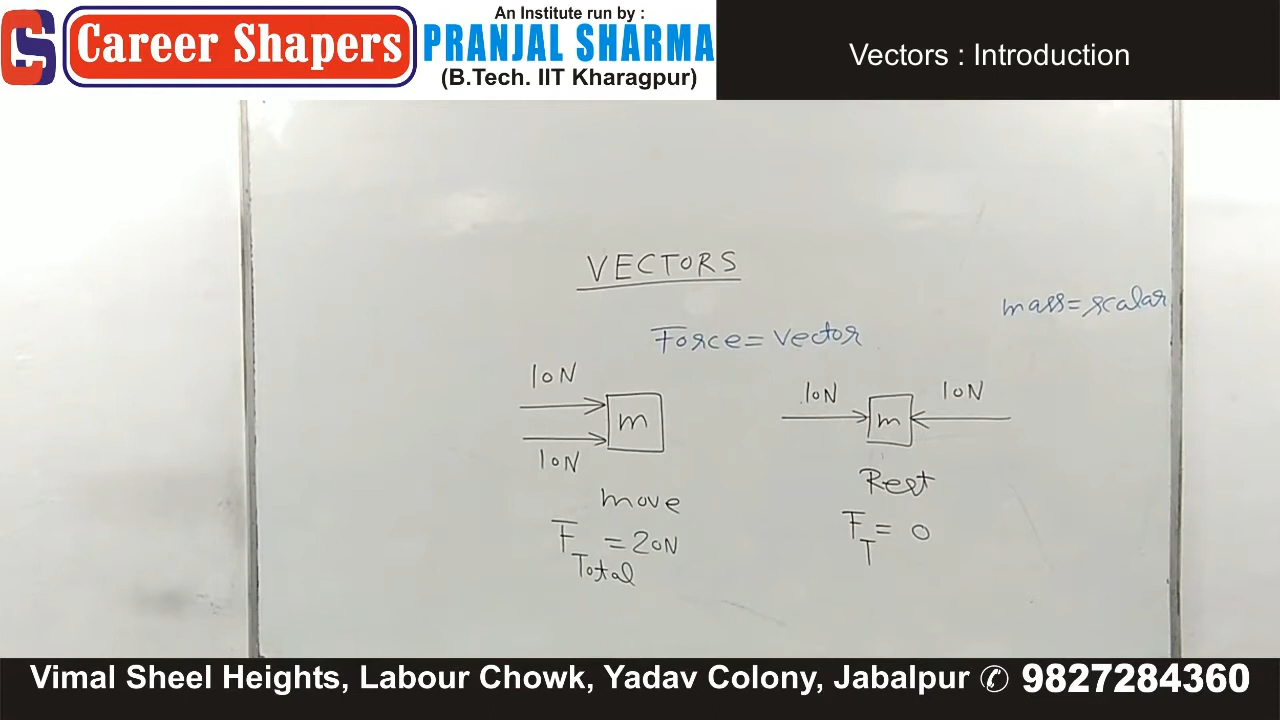 CS Career Shapers
An Institute run by :
PRANJAL SHARMA
(B.Tech. IIT Kharagpur)
Vectors : Introduction
VECTORS
mass = scalar
Force = vector
10N
m
10N
move
F Total = 20N
10N
10N
m
Rest
F T = 0
Vimal Sheel Heights, Labour Chowk, Yadav Colony, Jabalpur ✆ 9827284360